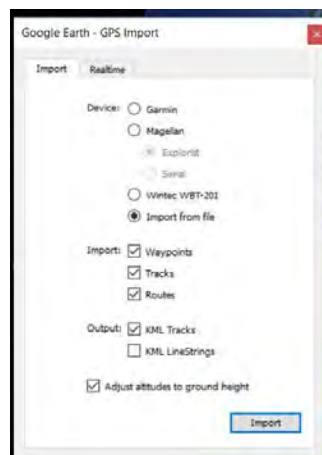 Google Earth - GPS Import
Import Realtime
Device: Garmin
Magellan
Explorist
Serial
Wintec WBT-201
Import from file
Import: Waypoints
Tracks
Routes
Output: KML Tracks
KML LineStrings
Adjust altitudes to ground height
Import